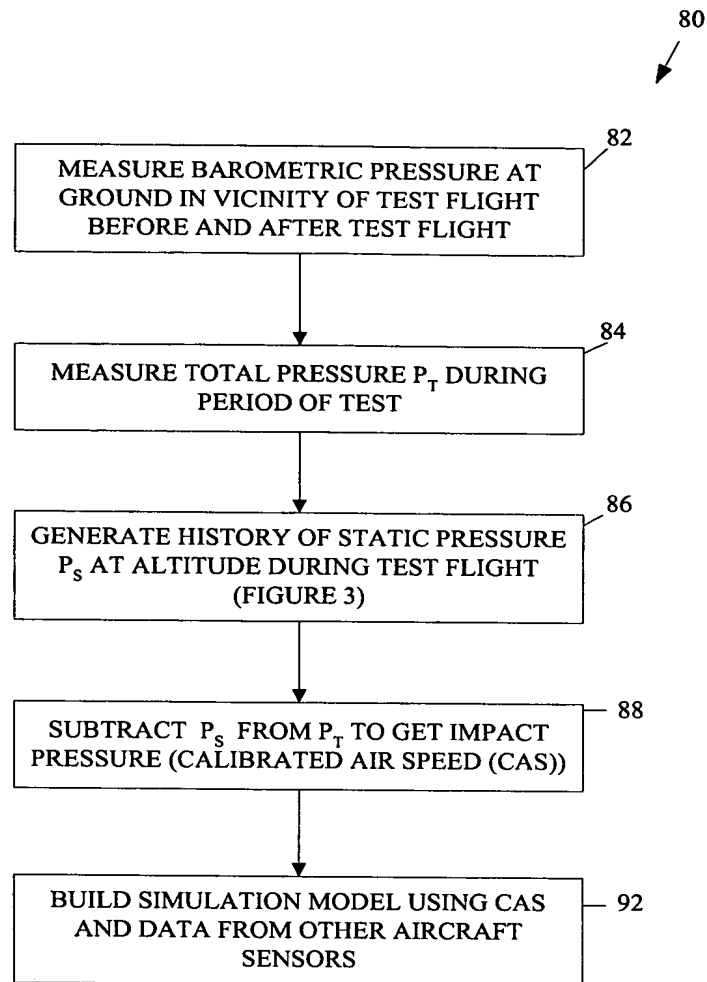 80
82
MEASURE BAROMETRIC PRESSURE AT
GROUND IN VICINITY OF TEST FLIGHT
BEFORE AND AFTER TEST FLIGHT
84
MEASURE TOTAL PRESSURE P_T DURING
PERIOD OF TEST
86
GENERATE HISTORY OF STATIC PRESSURE
P_S AT ALTITUDE DURING TEST FLIGHT
(FIGURE 3)
88
SUBTRACT P_S FROM P_T TO GET IMPACT
PRESSURE (CALIBRATED AIR SPEED (CAS))
92
BUILD SIMULATION MODEL USING CAS
AND DATA FROM OTHER AIRCRAFT
SENSORS